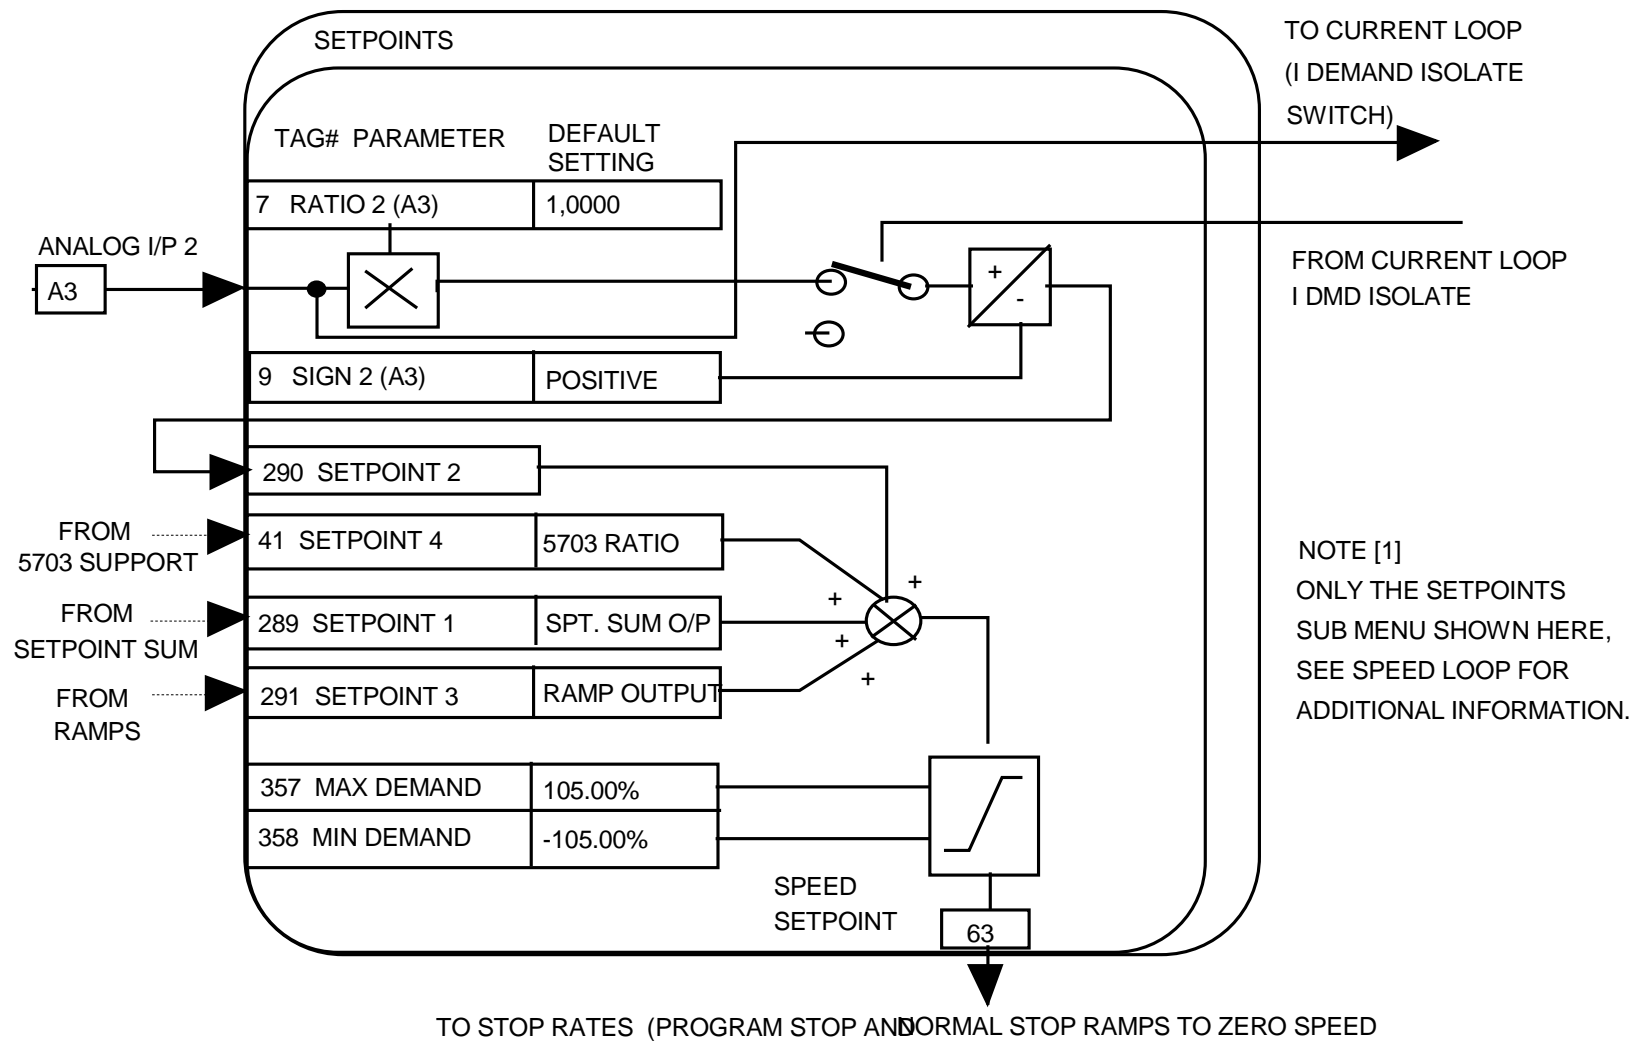 SETPOINTS
TO CURRENT LOOP
(I DEMAND ISOLATE
SWITCH)
TAG# PARAMETER
DEFAULT
SETTING
7 RATIO 2 (A3) 1,0000
ANALOG I/P 2
A3
+
-
FROM CURRENT LOOP
I DMD ISOLATE
9 SIGN 2 (A3) POSITIVE
290 SETPOINT 2
FROM
5703 SUPPORT
41 SETPOINT 4 5703 RATIO
FROM
SETPOINT SUM
289 SETPOINT 1 SPT. SUM O/P
FROM
RAMPS
291 SETPOINT 3 RAMP OUTPUT
+
+
+
+
NOTE [1]
ONLY THE SETPOINTS
SUB MENU SHOWN HERE,
SEE SPEED LOOP FOR
ADDITIONAL INFORMATION.
357 MAX DEMAND 105.00%
358 MIN DEMAND -105.00%
SPEED
SETPOINT
63
TO STOP RATES (PROGRAM STOP AND NORMAL STOP RAMPS TO ZERO SPEED